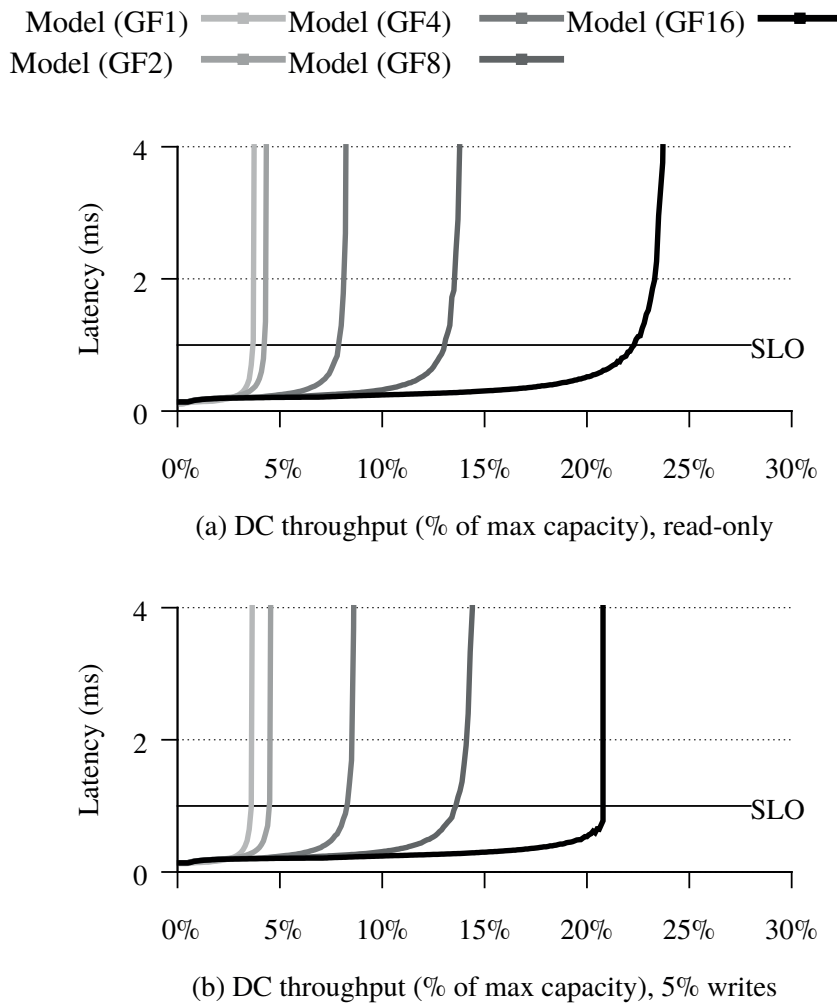 Model (GF1) Model (GF4) Model (GF16)
Model (GF2) Model (GF8)
4
2
1
0
Latency (ms)
SLO
0% 5% 10% 15% 20% 25% 30%
(a) DC throughput (% of max capacity), read-only
4
2
0
Latency (ms)
SLO
0% 5% 10% 15% 20% 25% 30%
(b) DC throughput (% of max capacity), 5% writes